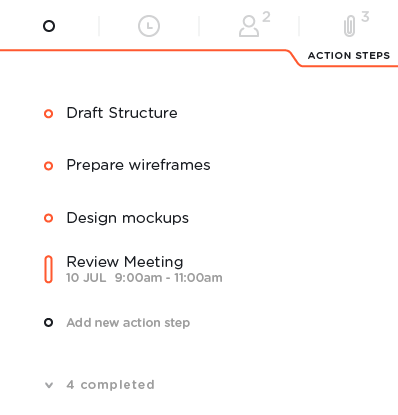 2
3
ACTION STEPS
Draft Structure
Prepare wireframes
Design mockups
Review Meeting
10 JUL 9:00am - 11:00am
Add new action step
4 completed